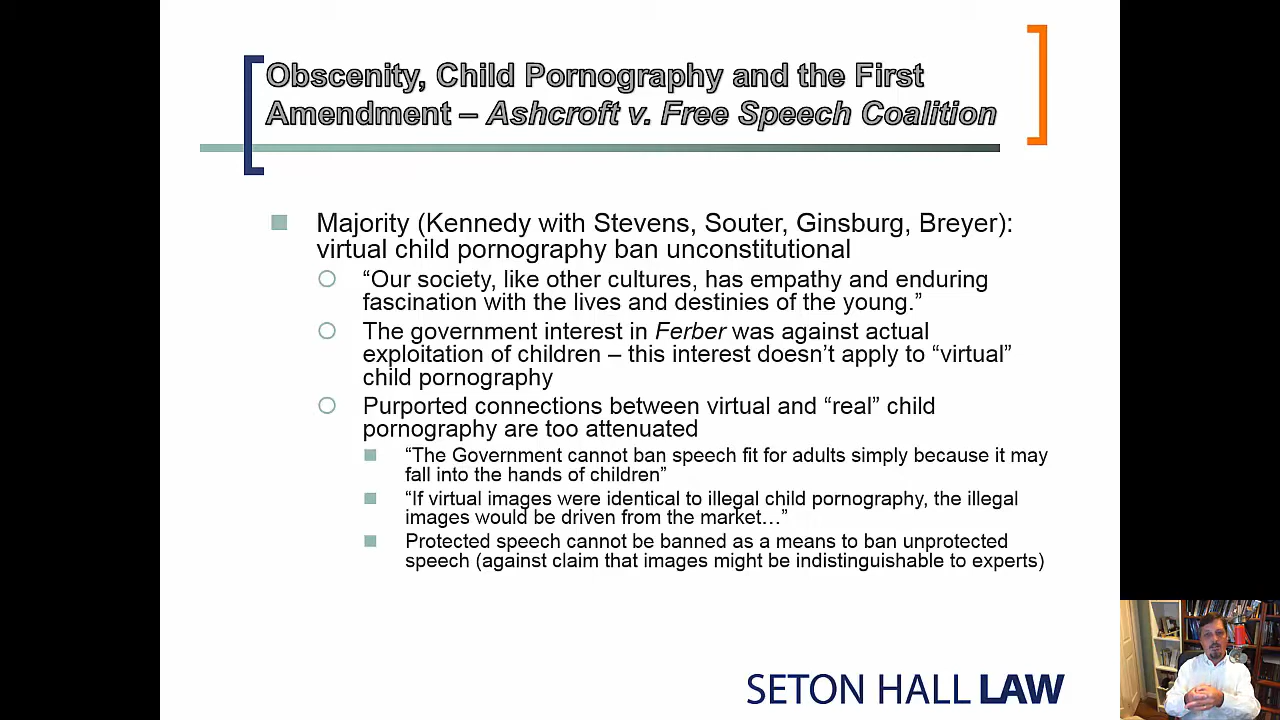 Obscenity, Child Pornography and the First
Amendment – Ashcroft v. Free Speech Coalition
Majority (Kennedy with Stevens, Souter, Ginsburg, Breyer):
virtual child pornography ban unconstitutional
“Our society, like other cultures, has empathy and enduring
fascination with the lives and destinies of the young.”
The government interest in Ferber was against actual
exploitation of children – this interest doesn’t apply to “virtual”
child pornography
Purported connections between virtual and “real” child
pornography are too attenuated
“The Government cannot ban speech fit for adults simply because it may
fall into the hands of children”
“If virtual images were identical to illegal child pornography, the illegal
images would be driven from the market…”
Protected speech cannot be banned as a means to ban unprotected
speech (against claim that images might be indistinguishable to experts)
SETON HALL LAW